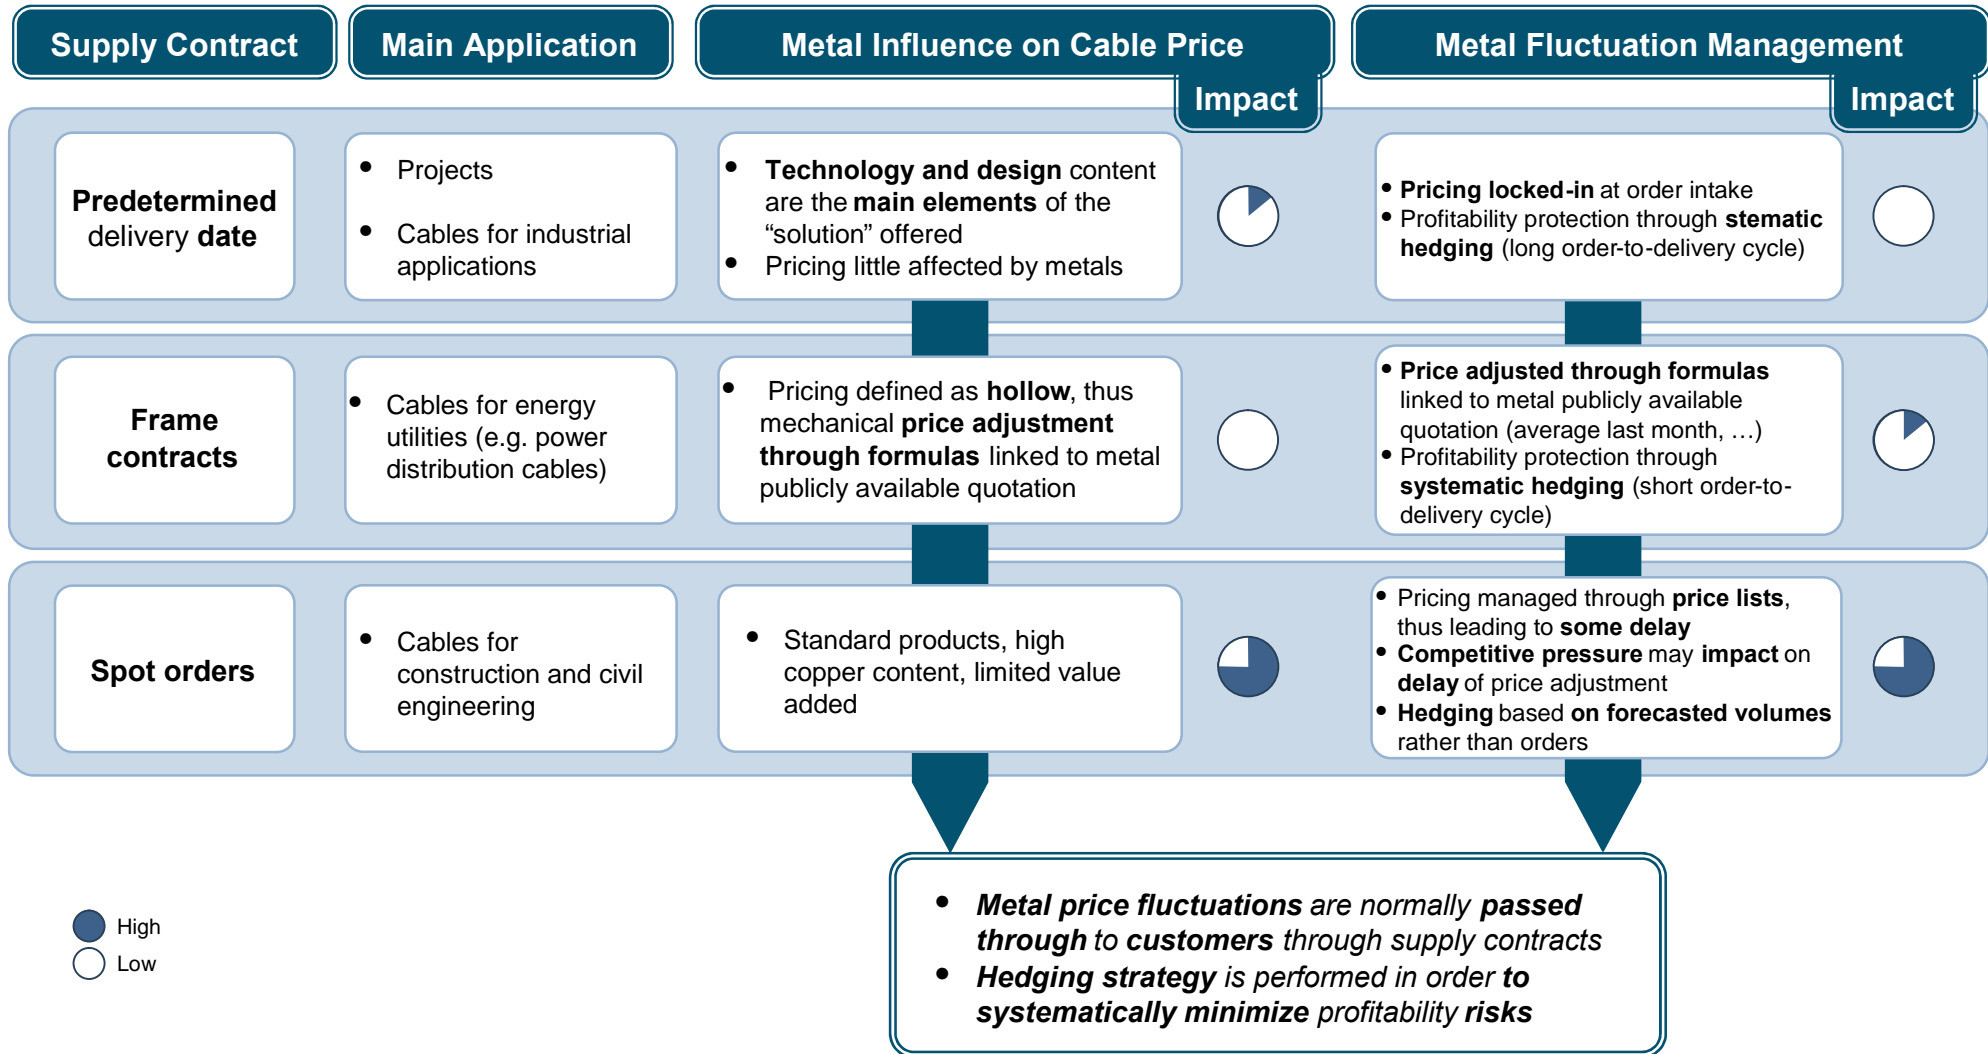 Supply Contract
Main Application
Metal Influence on Cable Price
Impact
Metal Fluctuation Management
Impact
Predetermined
delivery date
• Projects
• Cables for industrial
applications
• Technology and design content
are the main elements of the
“solution” offered
• Pricing little affected by metals
• Pricing locked-in at order intake
• Profitability protection through stematic
hedging (long order-to-delivery cycle)
Frame
contracts
• Cables for energy
utilities (e.g. power
distribution cables)
• Pricing defined as hollow, thus
mechanical price adjustment
through formulas linked to metal
publicly available quotation
• Price adjusted through formulas
linked to metal publicly available
quotation (average last month, …)
• Profitability protection through
systematic hedging (short order-to-
delivery cycle)
Spot orders
• Cables for
construction and civil
engineering
• Standard products, high
copper content, limited value
added
• Pricing managed through price lists,
thus leading to some delay
• Competitive pressure may impact on
delay of price adjustment
• Hedging based on forecasted volumes
rather than orders
High
Low
• Metal price fluctuations are normally passed
through to customers through supply contracts
• Hedging strategy is performed in order to
systematically minimize profitability risks